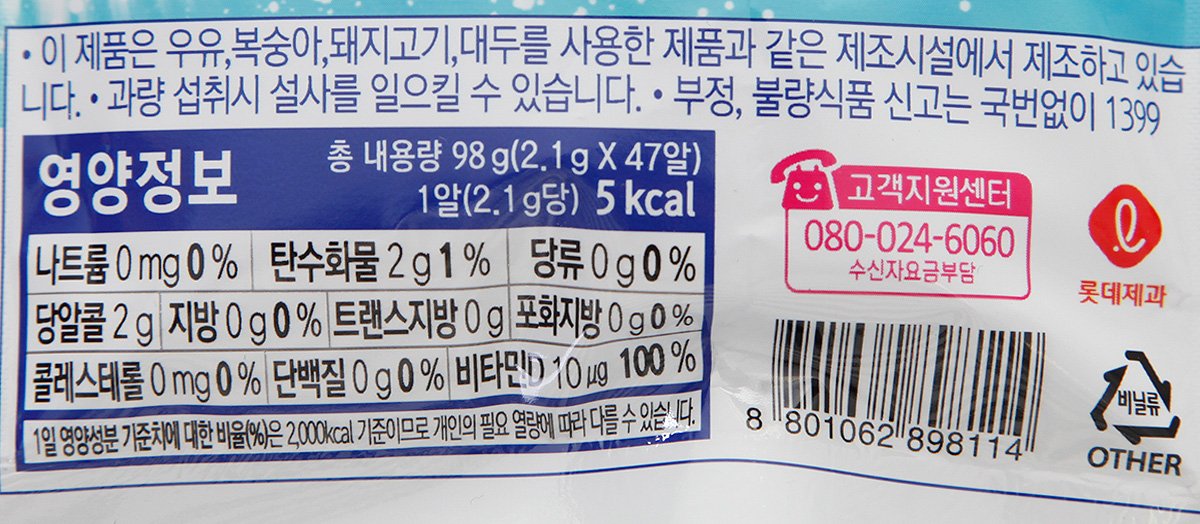 • 이 제품은 우유,복숭아,돼지고기,대두를 사용한 제품과 같은 제조시설에서 제조하고 있습
니다. • 과량 섭취시 설사를 일으킬 수 있습니다. • 부정, 불량식품 신고는 국번없이 1399
영양정보
총 내용량 98 g(2.1 g X 47알)
1알(2.1 g당) 5 kcal
나트륨 0 mg 0 % 탄수화물 2 g 1 % 당류 0 g 0 %
당알콜 2 g 지방 0 g 0 % 트랜스지방 0 g 포화지방 0 g 0 %
콜레스테롤 0 mg 0 % 단백질 0 g 0 % 비타민D 10 μg 100 %
1일 영양성분 기준치에 대한 비율(%)은 2,000kcal 기준이므로 개인의 필요 열량에 따라 다를 수 있습니다.
고객지원센터
080-024-6060
수신자요금부담
롯데제과
8 801062 898114
비닐류
OTHER